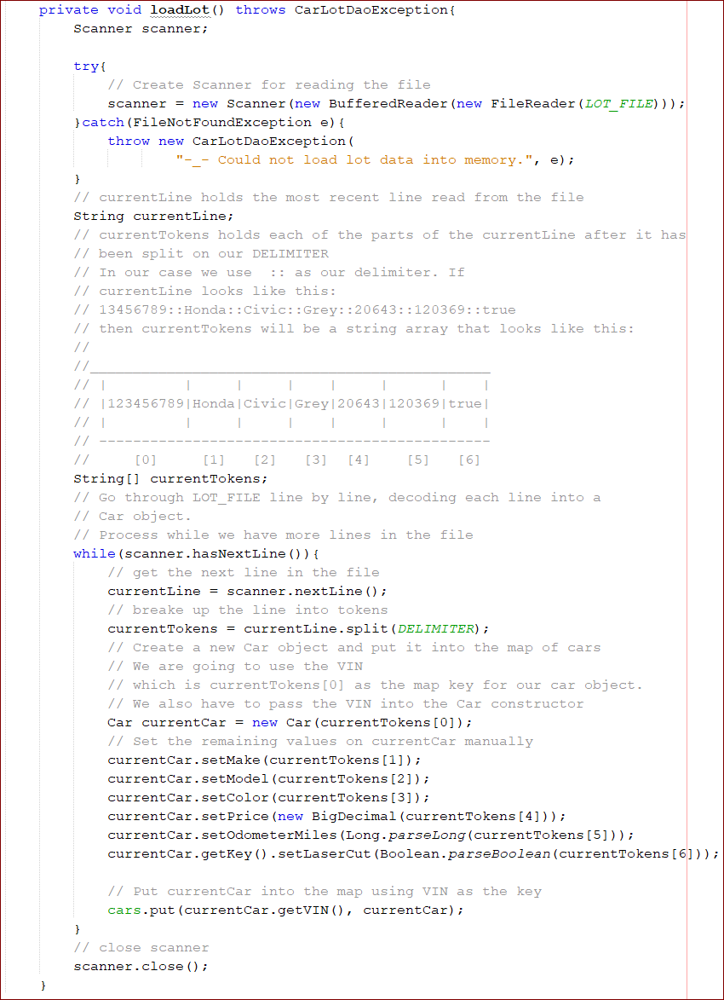 private void loadLot() throws CarLotDaoException{
    Scanner scanner;

    try{
        // Create Scanner for reading the file
        scanner = new Scanner(new BufferedReader(new FileReader(LOT_FILE)));
    }catch(FileNotFoundException e){
        throw new CarLotDaoException(
                "-_- Could not load lot data into memory.", e);
    }
    // currentLine holds the most recent line read from the file
    String currentLine;
    // currentTokens holds each of the parts of the currentLine after it has
    // been split on our DELIMITER
    // In our case we use  :: as our delimiter. If
    // currentLine looks like this:
    // 13456789::Honda::Civic::Grey::20643::120369::true
    // then currentTokens will be a string array that looks like this:
    //
    //_______________________________________________
    // |         |     |     |    |     |      |    |
    // |123456789|Honda|Civic|Grey|20643|120369|true|
    // |         |     |     |    |     |      |    |
    // ----------------------------------------------
    //     [0]     [1]   [2]   [3]  [4]    [5]   [6]
    String[] currentTokens;
    // Go through LOT_FILE line by line, decoding each line into a
    // Car object.
    // Process while we have more lines in the file
    while(scanner.hasNextLine()){
        // get the next line in the file
        currentLine = scanner.nextLine();
        // break up the line into tokens
        currentTokens = currentLine.split(DELIMITER);
        // Create a new Car object and put it into the map of cars
        // We are going to use the VIN
        // which is currentTokens[0] as the map key for our car object.
        // We also have to pass the VIN into the Car constructor
        Car currentCar = new Car(currentTokens[0]);
        // Set the remaining values on currentCar manually
        currentCar.setMake(currentTokens[1]);
        currentCar.setModel(currentTokens[2]);
        currentCar.setColor(currentTokens[3]);
        currentCar.setPrice(new BigDecimal(currentTokens[4]));
        currentCar.setOdometerMiles(Long.parseLong(currentTokens[5]));
        currentCar.getKey().setLaserCut(Boolean.parseBoolean(currentTokens[6]));

        // Put currentCar into the map using VIN as the key
        cars.put(currentCar.getVIN(), currentCar);
    }
    // close scanner
    scanner.close();
}